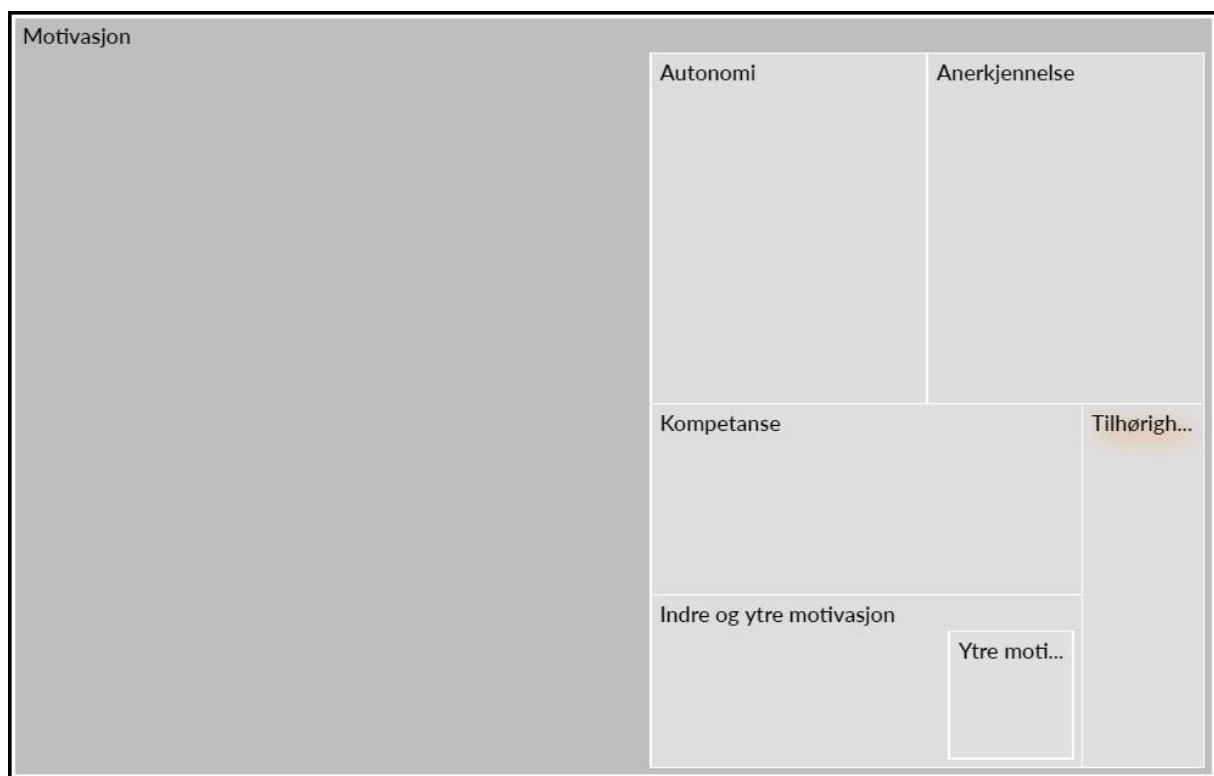 Motivasjon
Autonomi
Anerkjennelse
Kompetanse
Tilhørigh...
Indre og ytre motivasjon
Ytre moti...